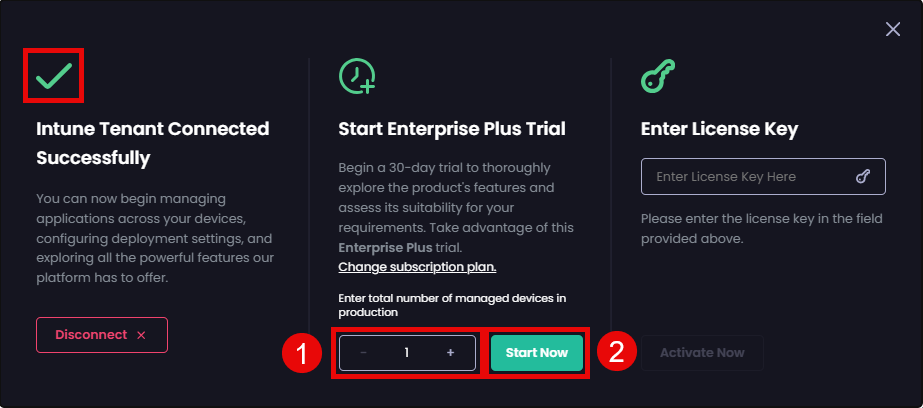 Intune Tenant Connected
Successfully
You can now begin managing
applications across your devices,
configuring deployment settings, and
exploring all the powerful features our
platform has to offer.
Disconnect ×
Start Enterprise Plus Trial
Begin a 30-day trial to thoroughly
explore the product's features and
assess its suitability for your
requirements. Take advantage of this
Enterprise Plus trial.
Change subscription plan.
Enter total number of managed devices in
production
1
- 1 +
Start Now
2
Enter License Key
Enter License Key Here
Please enter the license key in the field
provided above.
Activate Now